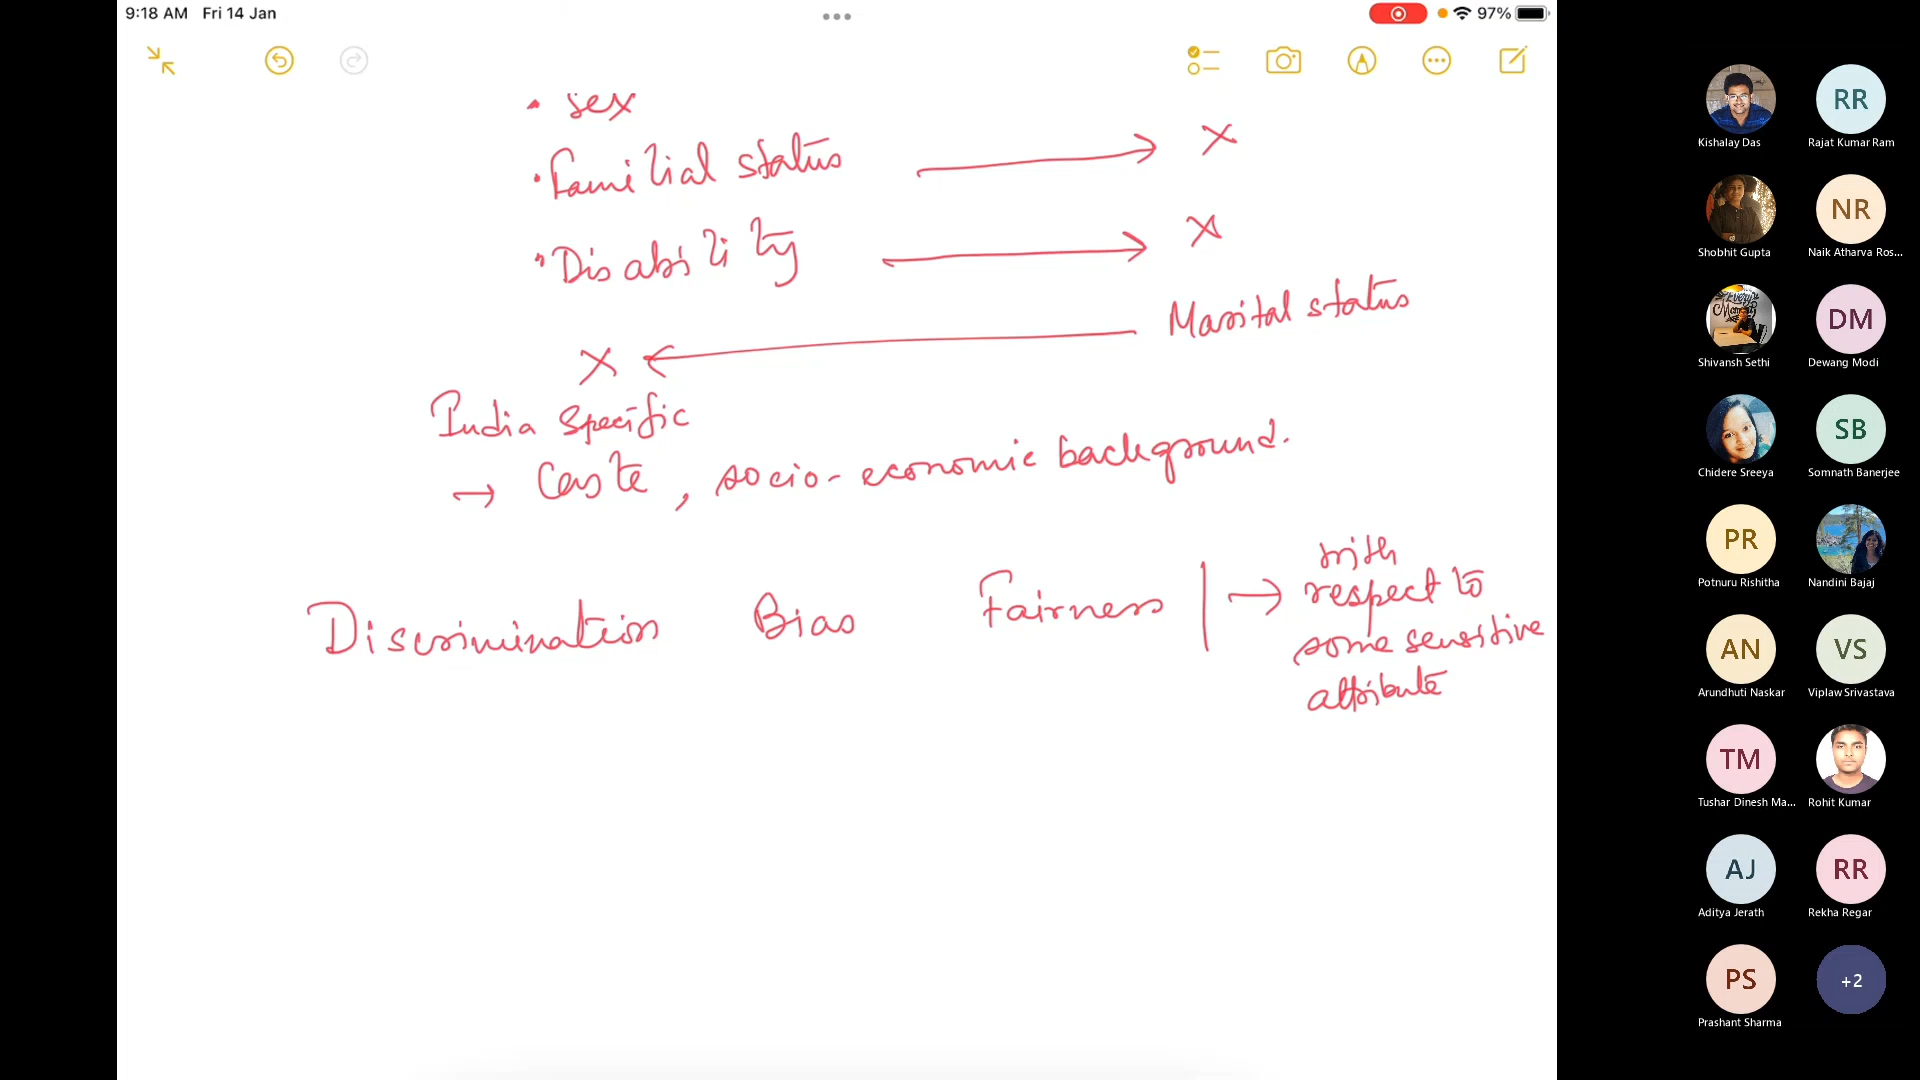 9:18 AM Fri 14 Jan
97%
• Sex
• Familial status → X
• Disability → X
X ← Marital status
India Specific
→ Caste, socio-economic background.
Discrimination Bias Fairness | → with
respect to
some sensitive
attribute
RR
Kishalay Das Rajat Kumar Ram
NR
Shobhit Gupta Naik Atharva Ros...
DM
Shivansh Sethi Dewang Modi
SB
Chidere Sreeya Somnath Banerjee
PR
Potnuru Rishitha Nandini Bajaj
AN VS
Arundhuti Naskar Viplaw Srivastava
TM
Tushar Dinesh Ma... Rohit Kumar
AJ RR
Aditya Jerath Rekha Regar
PS +2
Prashant Sharma